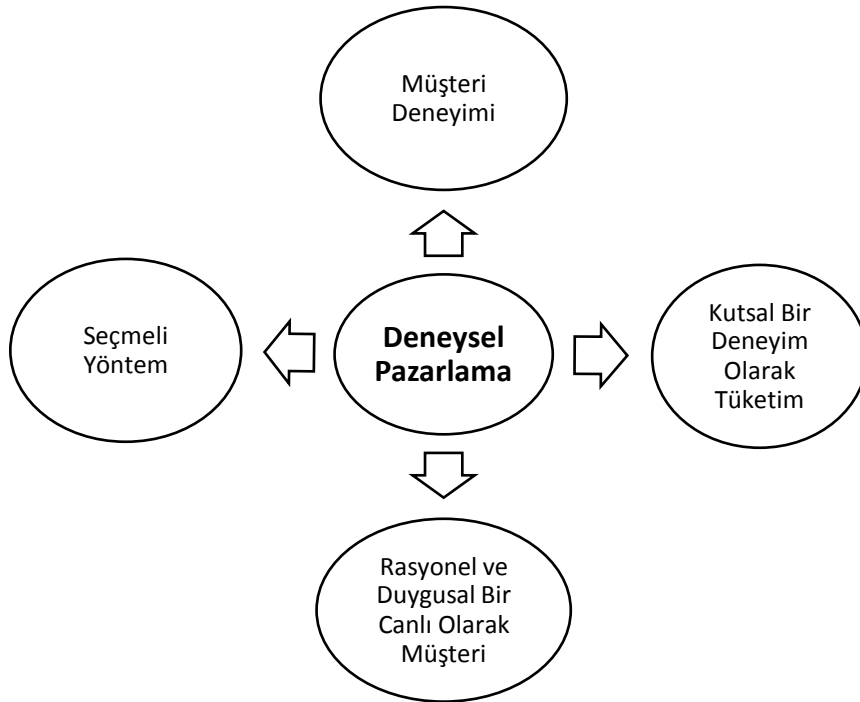 Müşteri
Deneyimi
Seçmeli
Yöntem
Deneysel
Pazarlama
Kutsal Bir
Deneyim
Olarak
Tüketim
Rasyonel ve
Duygusal Bir
Canlı Olarak
Müşteri